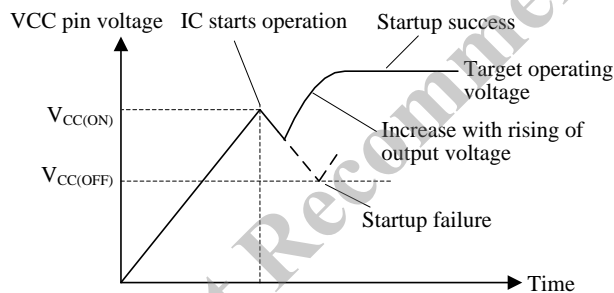 VCC pin voltage
IC starts operation
Startup success
Target operating
voltage
VCC(ON)
Increase with rising of
output voltage
VCC(OFF)
Startup failure
Time
t Recommen